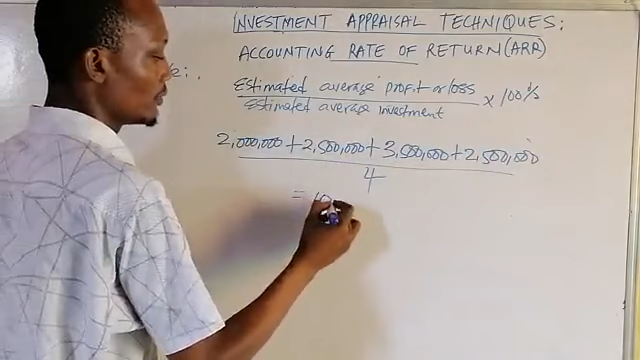 INVESTMENT APPRAISAL TECHNIQUES:
ACCOUNTING RATE OF RETURN (ARR)
Estimated average profit or loss
Estimated average investment
× 100%
2,000,000 + 2,500,000 + 3,500,000 + 2,500,000
4
= 10